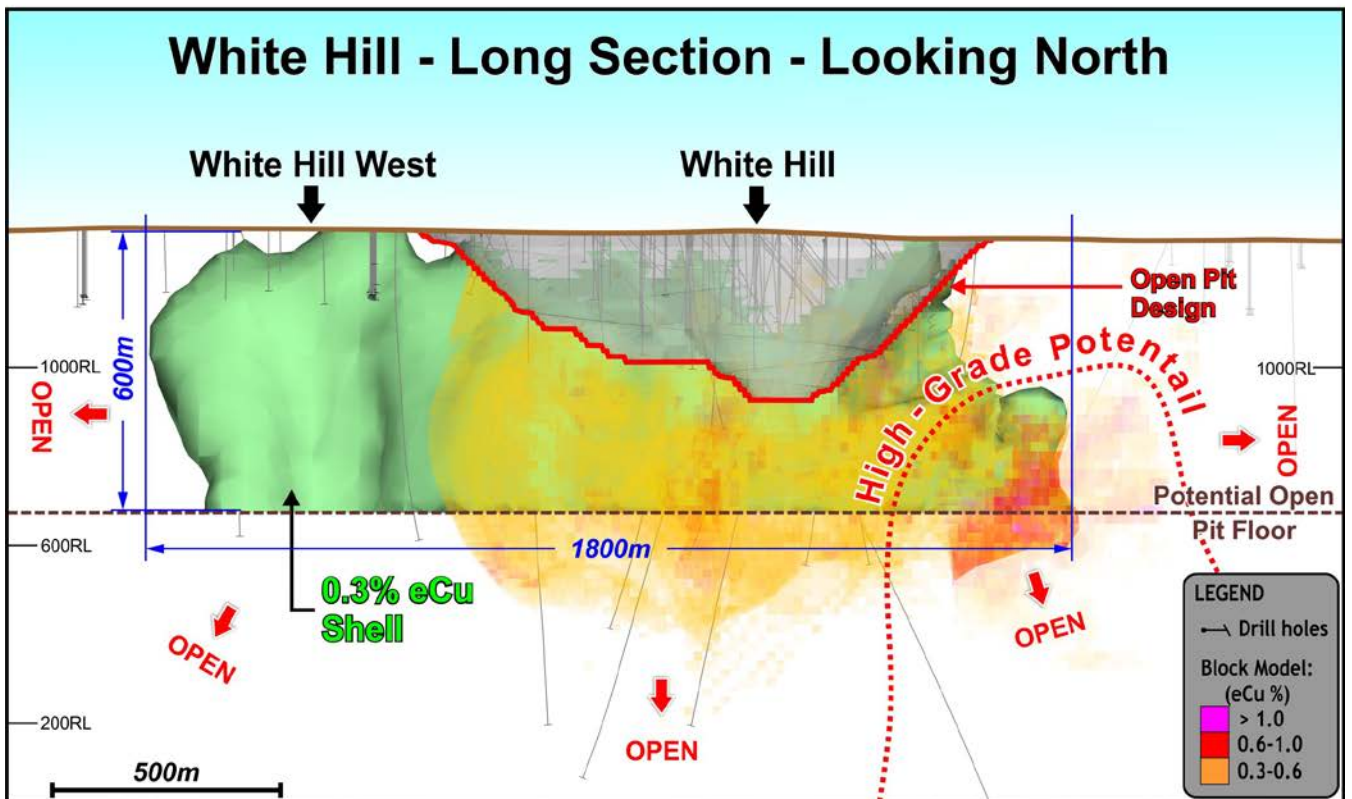 White Hill - Long Section - Looking North
White Hill West
White Hill
Open Pit
Design
High - Grade Potentail
1000RL
1000RL
600m
OPEN
OPEN
Potential Open
Pit Floor
600RL
1800m
0.3% eCu
Shell
OPEN
OPEN
OPEN
200RL
500m
LEGEND
Drill holes
Block Model:
(eCu %)
> 1.0
0.6-1.0
0.3-0.6